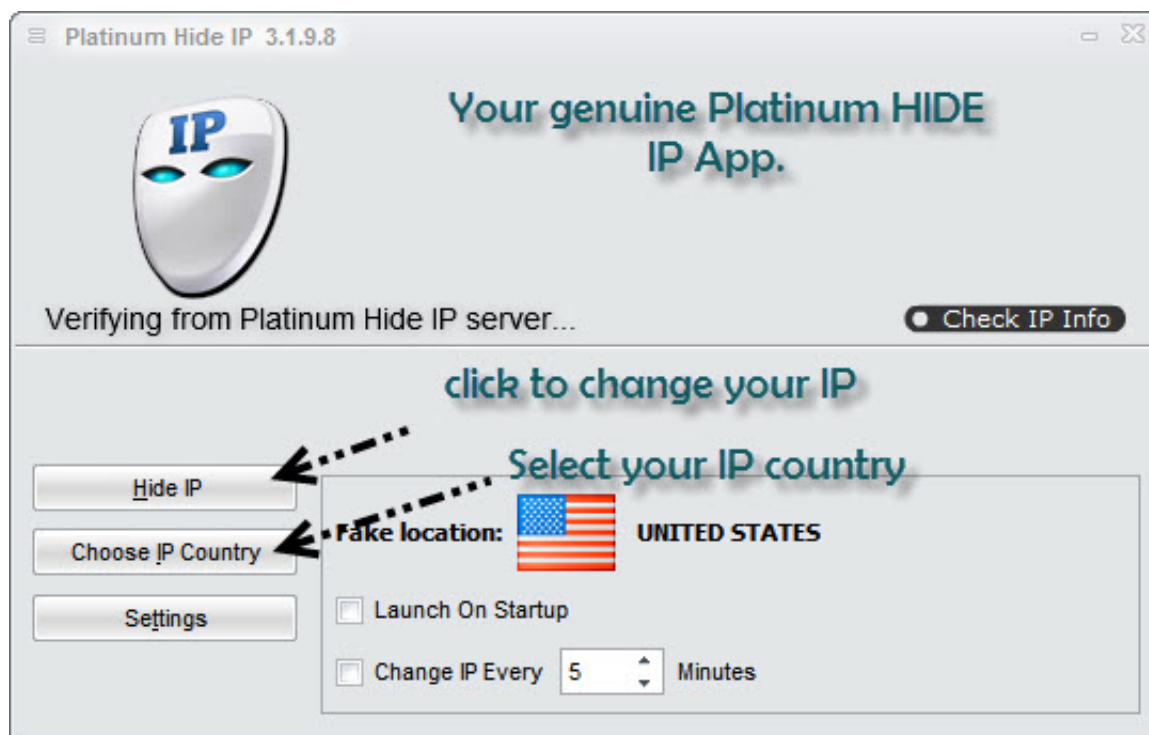 Platinum Hide IP 3.1.9.8
Your genuine Platinum HIDE
IP App.
IP
Verifying from Platinum Hide IP server...
Check IP Info
click to change your IP
Select your IP country
Hide IP
Choose IP Country
Settings
Fake location:
UNITED STATES
Launch On Startup
Change IP Every 5 Minutes